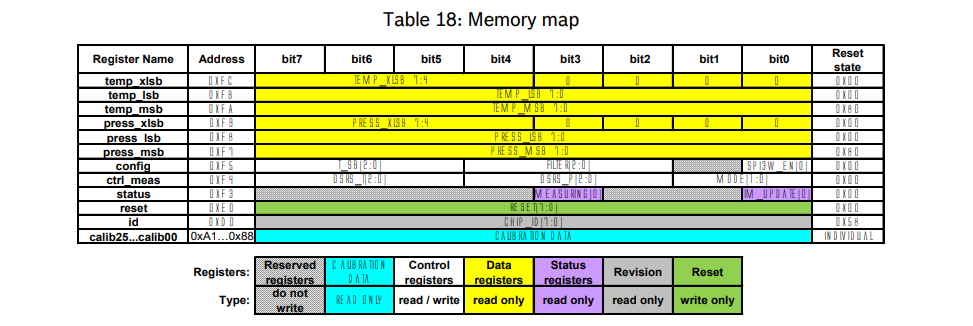 Table 18: Memory map
Register Name Address bit7 bit6 bit5 bit4 bit3 bit2 bit1 bit0 Reset state
temp_xlsb 0XFC TEMP_XLSB 7:4 0 0 0 0 0X00
temp_lsb 0XFB TEMP_LSB 7:0 0X00
temp_msb 0XFA TEMP_MSB 7:0 0X80
press_xlsb 0XF9 PRESS_XLSB 7:4 0 0 0 0 0X00
press_lsb 0XF8 PRESS_LSB 7:0 0X00
press_msb 0XF7 PRESS_MSB 7:0 0X80
config 0XF5 T_SB[2:0] FILTER[2:0] SPI3W_EN[0] 0X00
ctrl_meas 0XF4 OSRS_T[2:0] OSRS_P[2:0] MODE[1:0] 0X00
status 0XF3 MEASURING[0] IM_UPDATE[0] 0X00
reset 0XE0 RESET[7:0] 0X00
id 0XD0 CHIP_ID[7:0] 0X58
calib25...calib00 0xA1...0x88 CALIBRATION DATA INDIVIDUAL
Registers: Reserved registers CALIBRATION DATA Control registers Data registers Status registers Revision Reset
Type: do not write READ ONLY read / write read only read only read only write only